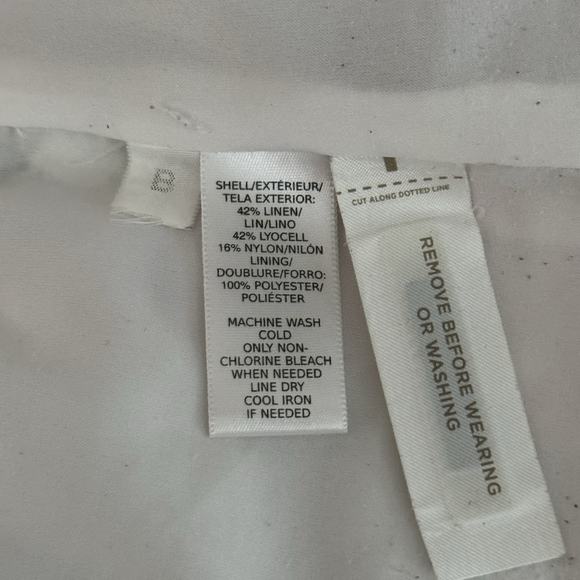 8
SHELL/EXTÉRIEUR/
TELA EXTERIOR:
42% LINEN/
LIN/LINO
42% LYOCELL
16% NYLON/NILÓN
LINING/
DOUBLURE/FORRO:
100% POLYESTER/
POLIÉSTER
MACHINE WASH
COLD
ONLY NON-
CHLORINE BLEACH
WHEN NEEDED
LINE DRY
COOL IRON
IF NEEDED
CUT ALONG DOTTED LINE
REMOVE BEFORE WEARING
OR WASHING